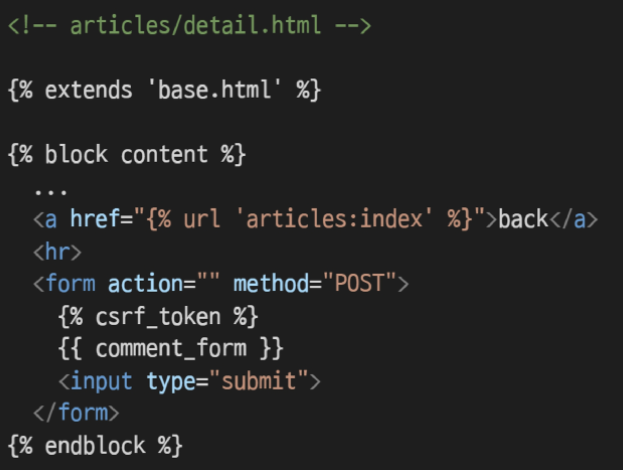 <!-- articles/detail.html -->
{% extends 'base.html' %}
{% block content %}
...
<a href="{% url 'articles:index' %}">back</a>
<hr>
<form action="" method="POST">
{% csrf_token %}
{{ comment_form }}
<input type="submit">
</form>
{% endblock %}